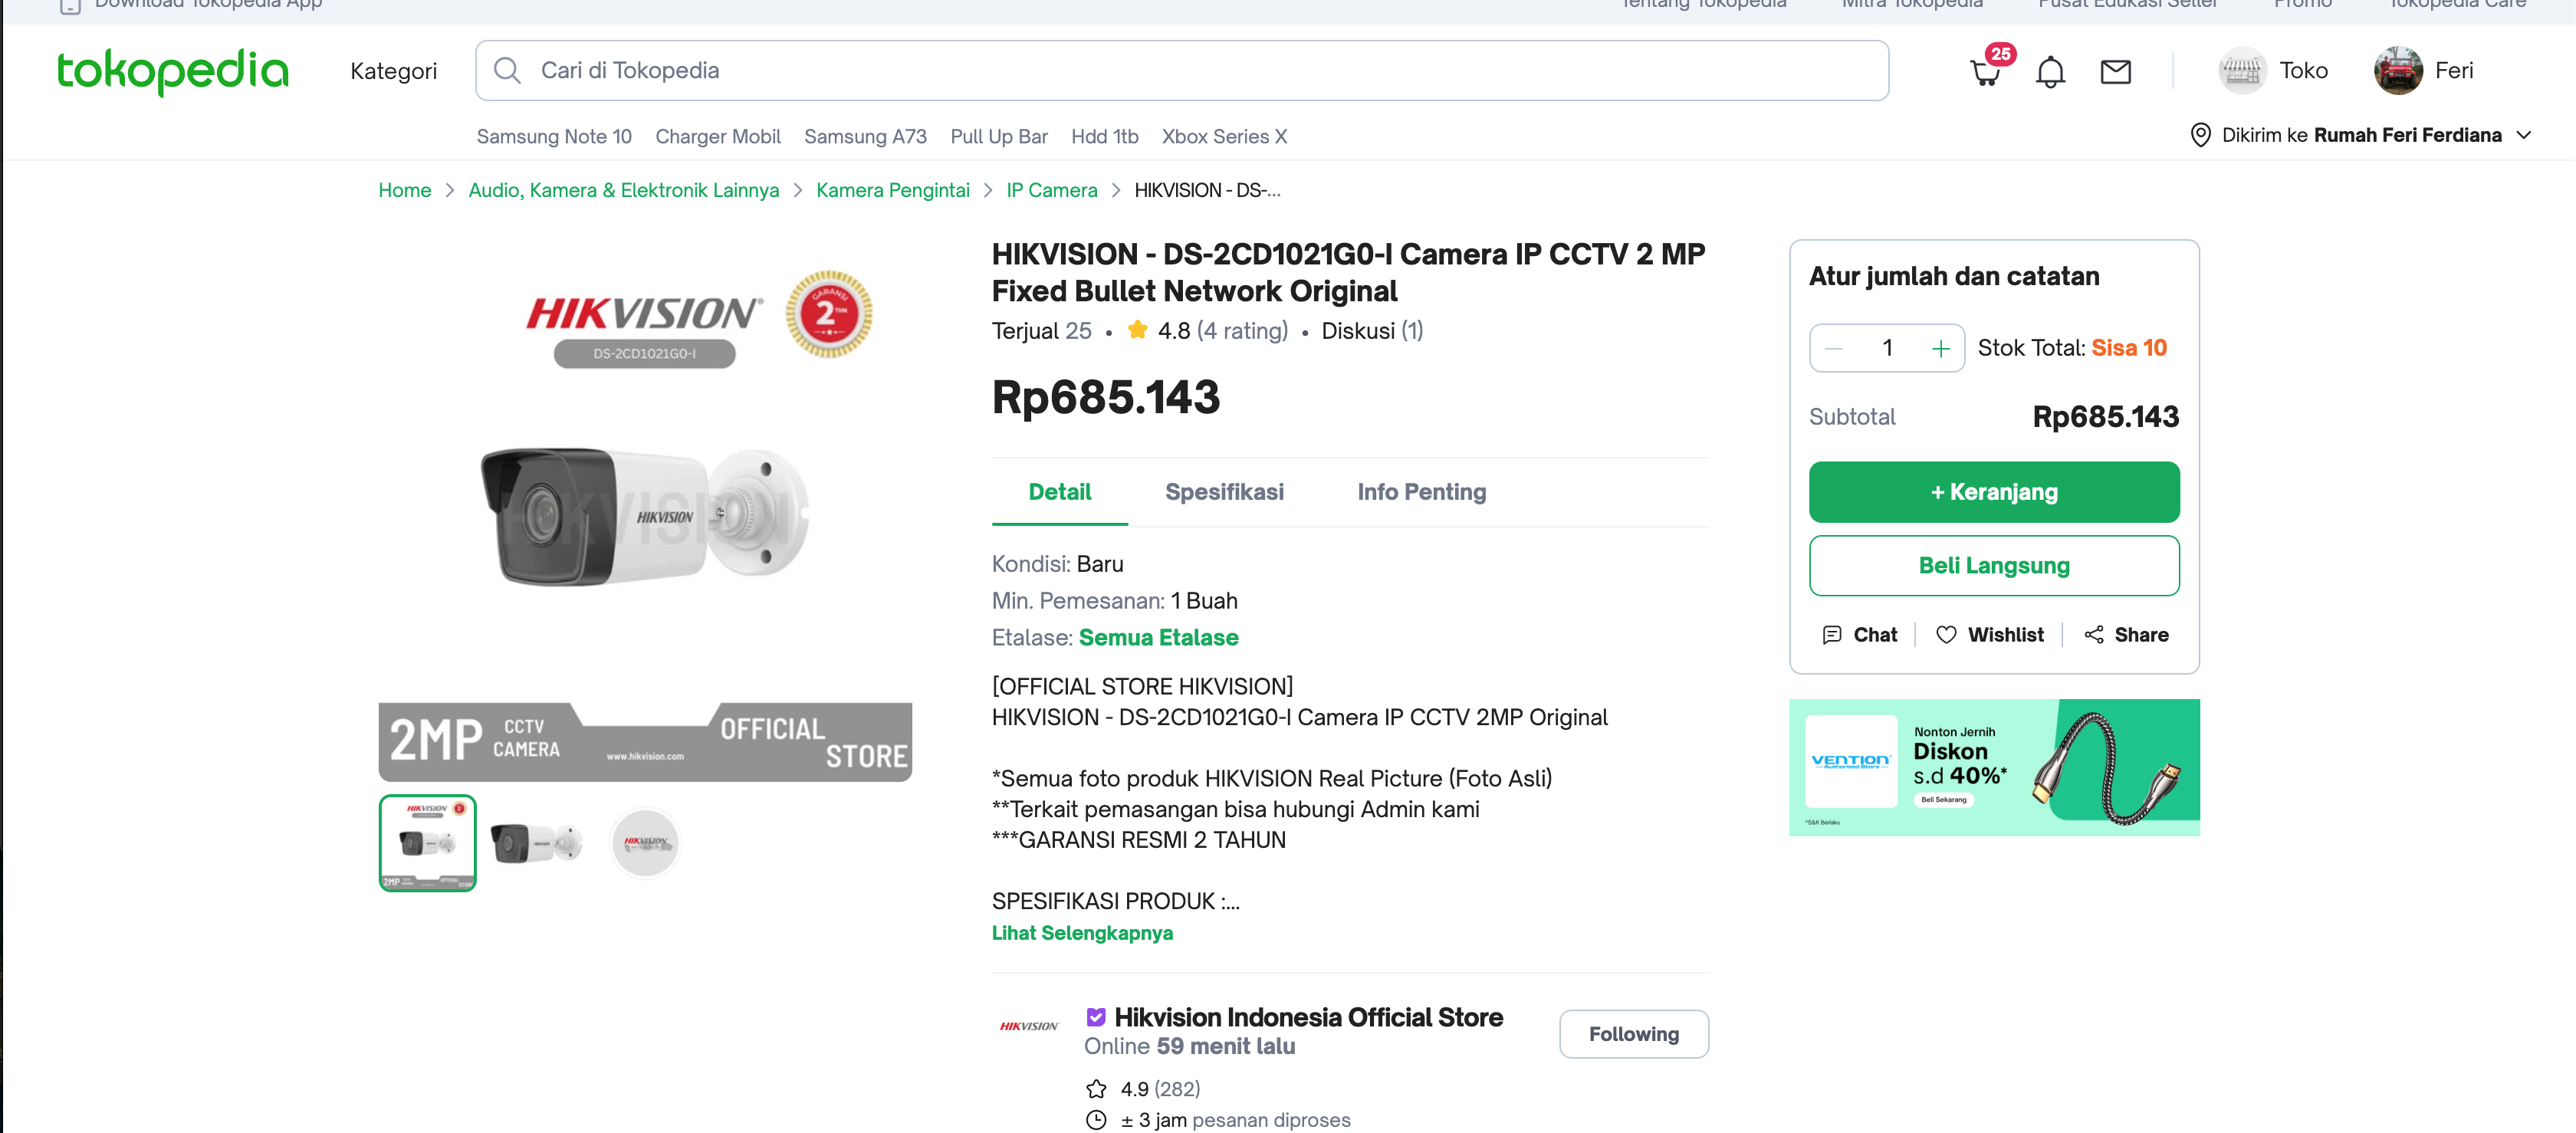 Download Tokopedia App
Tentang Tokopedia
Mitra Tokopedia
Pusat Edukasi Seller
Promo
Tokopedia Care
tokopedia
Kategori
Cari di Tokopedia
25
Toko
Feri
Samsung Note 10
Charger Mobil
Samsung A73
Pull Up Bar
Hdd 1tb
Xbox Series X
Dikirim ke Rumah Feri Ferdiana
Home > Audio, Kamera & Elektronik Lainnya > Kamera Pengintai > IP Camera > HIKVISION - DS-...
HIKVISION®
DS-2CD1021G0-I
GARANSI
2
THN
HIKVISION
HIKVISION
2MP
CCTV
CAMERA
www.hikvision.com
OFFICIAL
STORE
HIKVISION
2MP
HIKVISION
HIKVISION - DS-2CD1021G0-I Camera IP CCTV 2 MP
Fixed Bullet Network Original
Terjual 25 • 4.8 (4 rating) • Diskusi (1)
Rp685.143
Detail
Spesifikasi
Info Penting
Kondisi: Baru
Min. Pemesanan: 1 Buah
Etalase: Semua Etalase
[OFFICIAL STORE HIKVISION]
HIKVISION - DS-2CD1021G0-I Camera IP CCTV 2MP Original
*Semua foto produk HIKVISION Real Picture (Foto Asli)
**Terkait pemasangan bisa hubungi Admin kami
***GARANSI RESMI 2 TAHUN
SPESIFIKASI PRODUK :...
Lihat Selengkapnya
HIKVISION
Hikvision Indonesia Official Store
Online 59 menit lalu
Following
4.9 (282)
± 3 jam pesanan diproses
Atur jumlah dan catatan
1
Stok Total: Sisa 10
Subtotal
Rp685.143
+ Keranjang
Beli Langsung
Chat
Wishlist
Share
VENTION
Authorized Store
Nonton Jernih
Diskon
s.d 40%*
Beli Sekarang
*S&K Berlaku